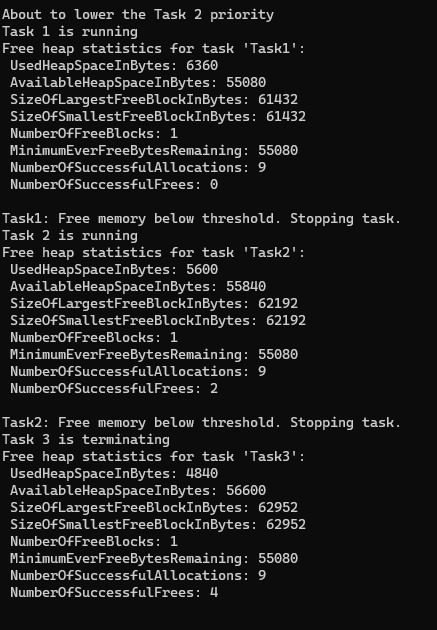 About to lower the Task 2 priority
Task 1 is running
Free heap statistics for task 'Task1':
UsedHeapSpaceInBytes: 6360
AvailableHeapSpaceInBytes: 55080
SizeOfLargestFreeBlockInBytes: 61432
SizeOfSmallestFreeBlockInBytes: 61432
NumberOfFreeBlocks: 1
MinimumEverFreeBytesRemaining: 55080
NumberOfSuccessfulAllocations: 9
NumberOfSuccessfulFrees: 0
Task1: Free memory below threshold. Stopping task.
Task 2 is running
Free heap statistics for task 'Task2':
UsedHeapSpaceInBytes: 5600
AvailableHeapSpaceInBytes: 55840
SizeOfLargestFreeBlockInBytes: 62192
SizeOfSmallestFreeBlockInBytes: 62192
NumberOfFreeBlocks: 1
MinimumEverFreeBytesRemaining: 55080
NumberOfSuccessfulAllocations: 9
NumberOfSuccessfulFrees: 2
Task2: Free memory below threshold. Stopping task.
Task 3 is terminating
Free heap statistics for task 'Task3':
UsedHeapSpaceInBytes: 4840
AvailableHeapSpaceInBytes: 56600
SizeOfLargestFreeBlockInBytes: 62952
SizeOfSmallestFreeBlockInBytes: 62952
NumberOfFreeBlocks: 1
MinimumEverFreeBytesRemaining: 55080
NumberOfSuccessfulAllocations: 9
NumberOfSuccessfulFrees: 4